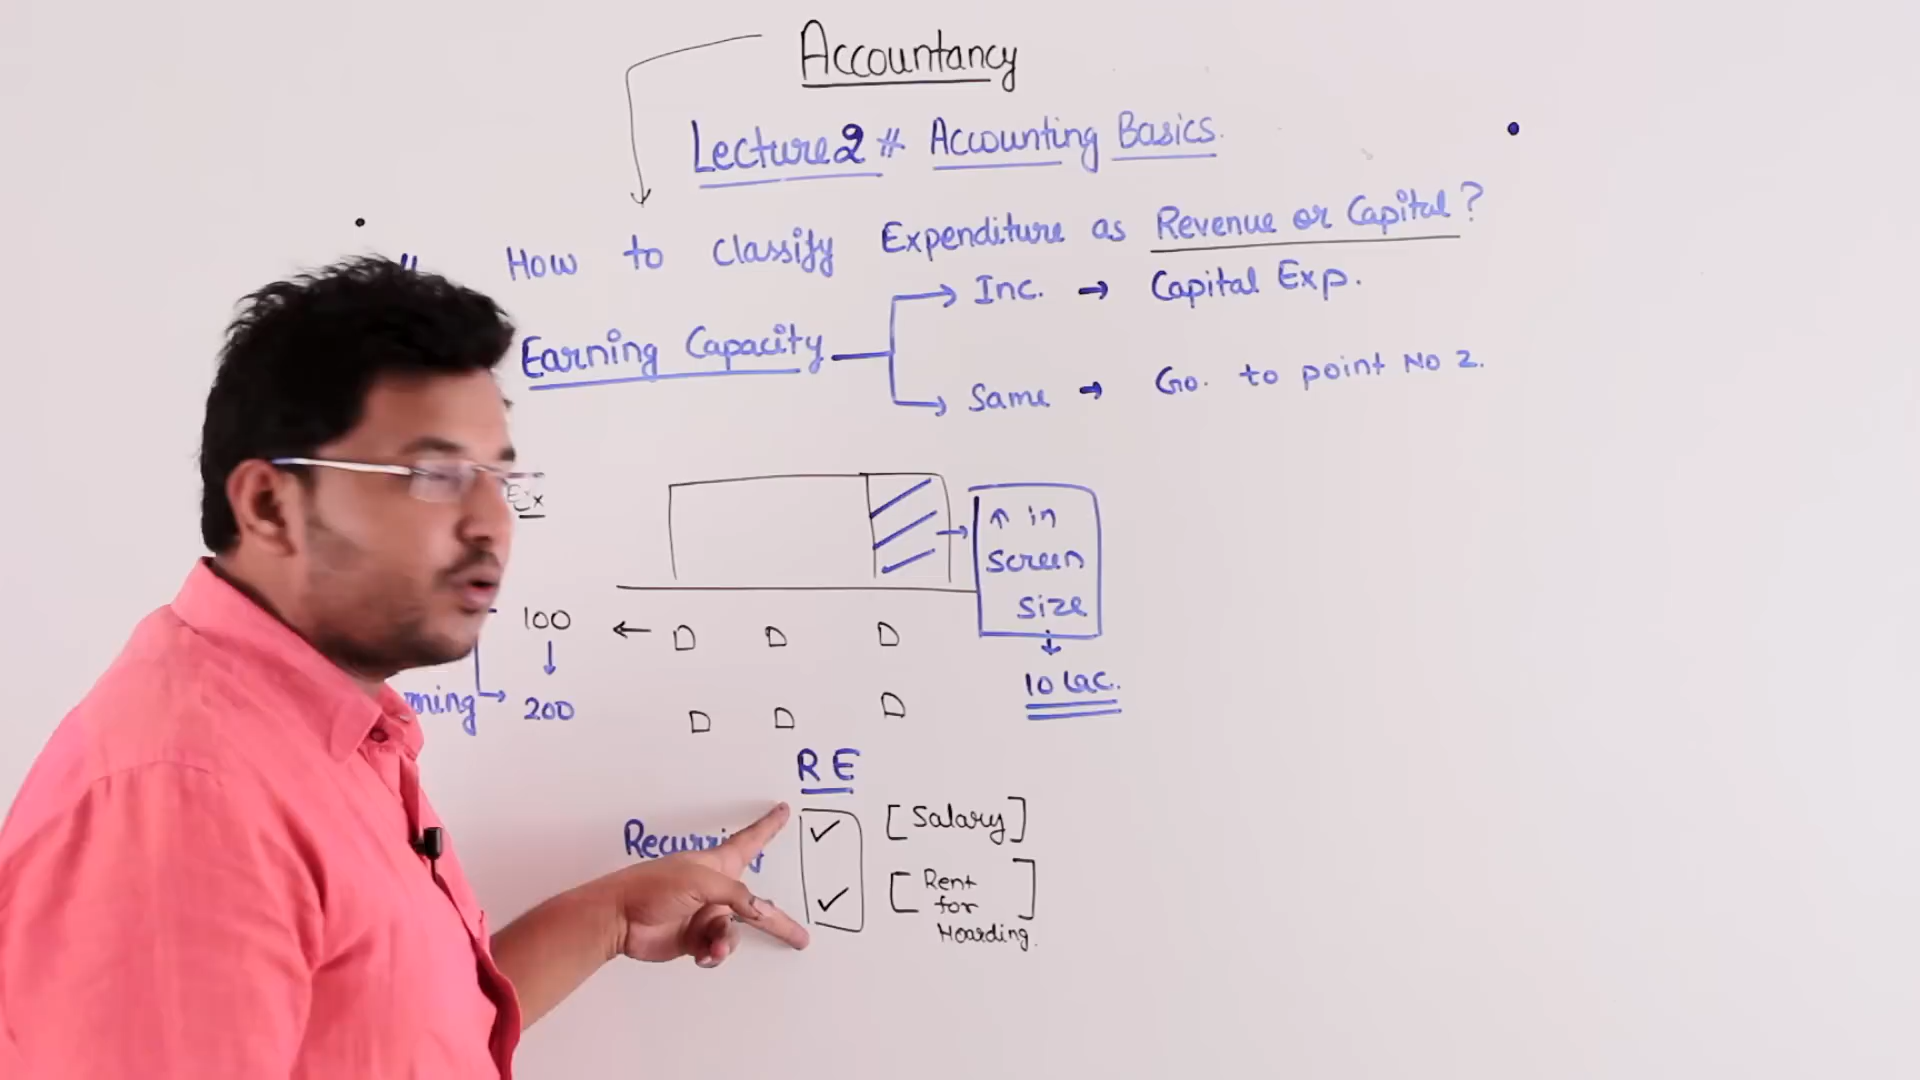 Accountancy
Lecture 2 # Accounting Basics.
How to Classify Expenditure as Revenue or Capital?
Earning Capacity → Inc. → Capital Exp.
Same → Go. to point No 2.
Ex
↑ in
Screen
Size
10 Lac.
100
200
D D D
D D D
R E
✓ [Salary]
✓ [Rent
for
Hoarding.]